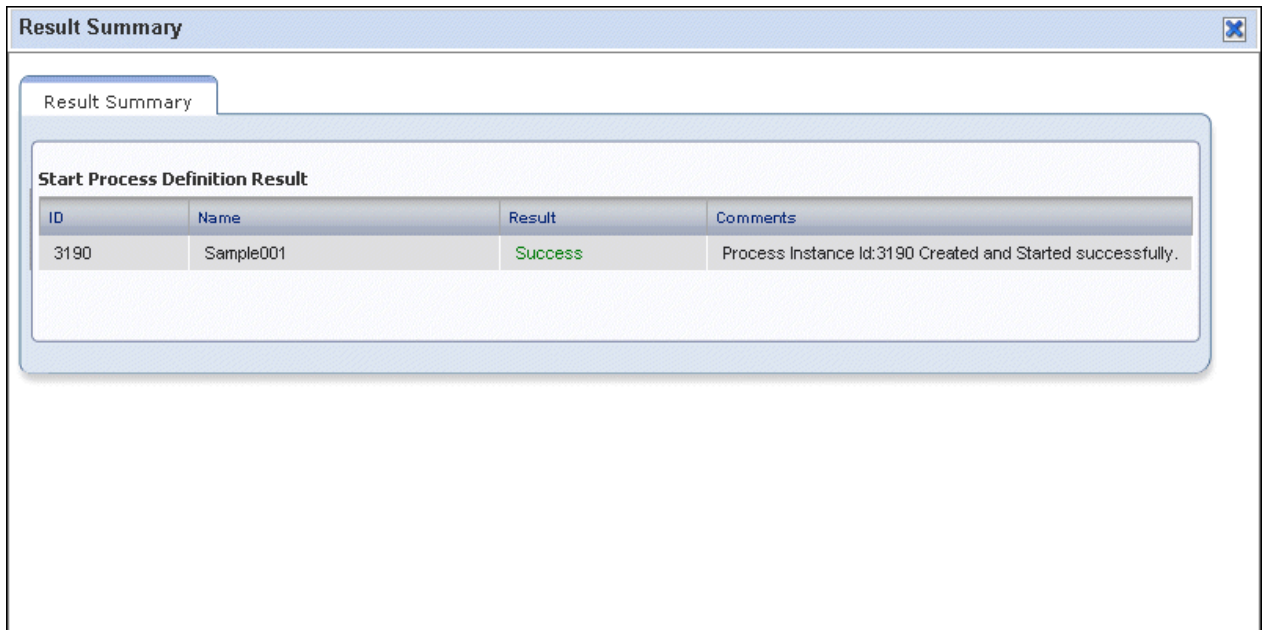 Result Summary
Result Summary
Start Process Definition Result
ID Name Result Comments
3190 Sample001 Success Process Instance Id:3190 Created and Started successfully.